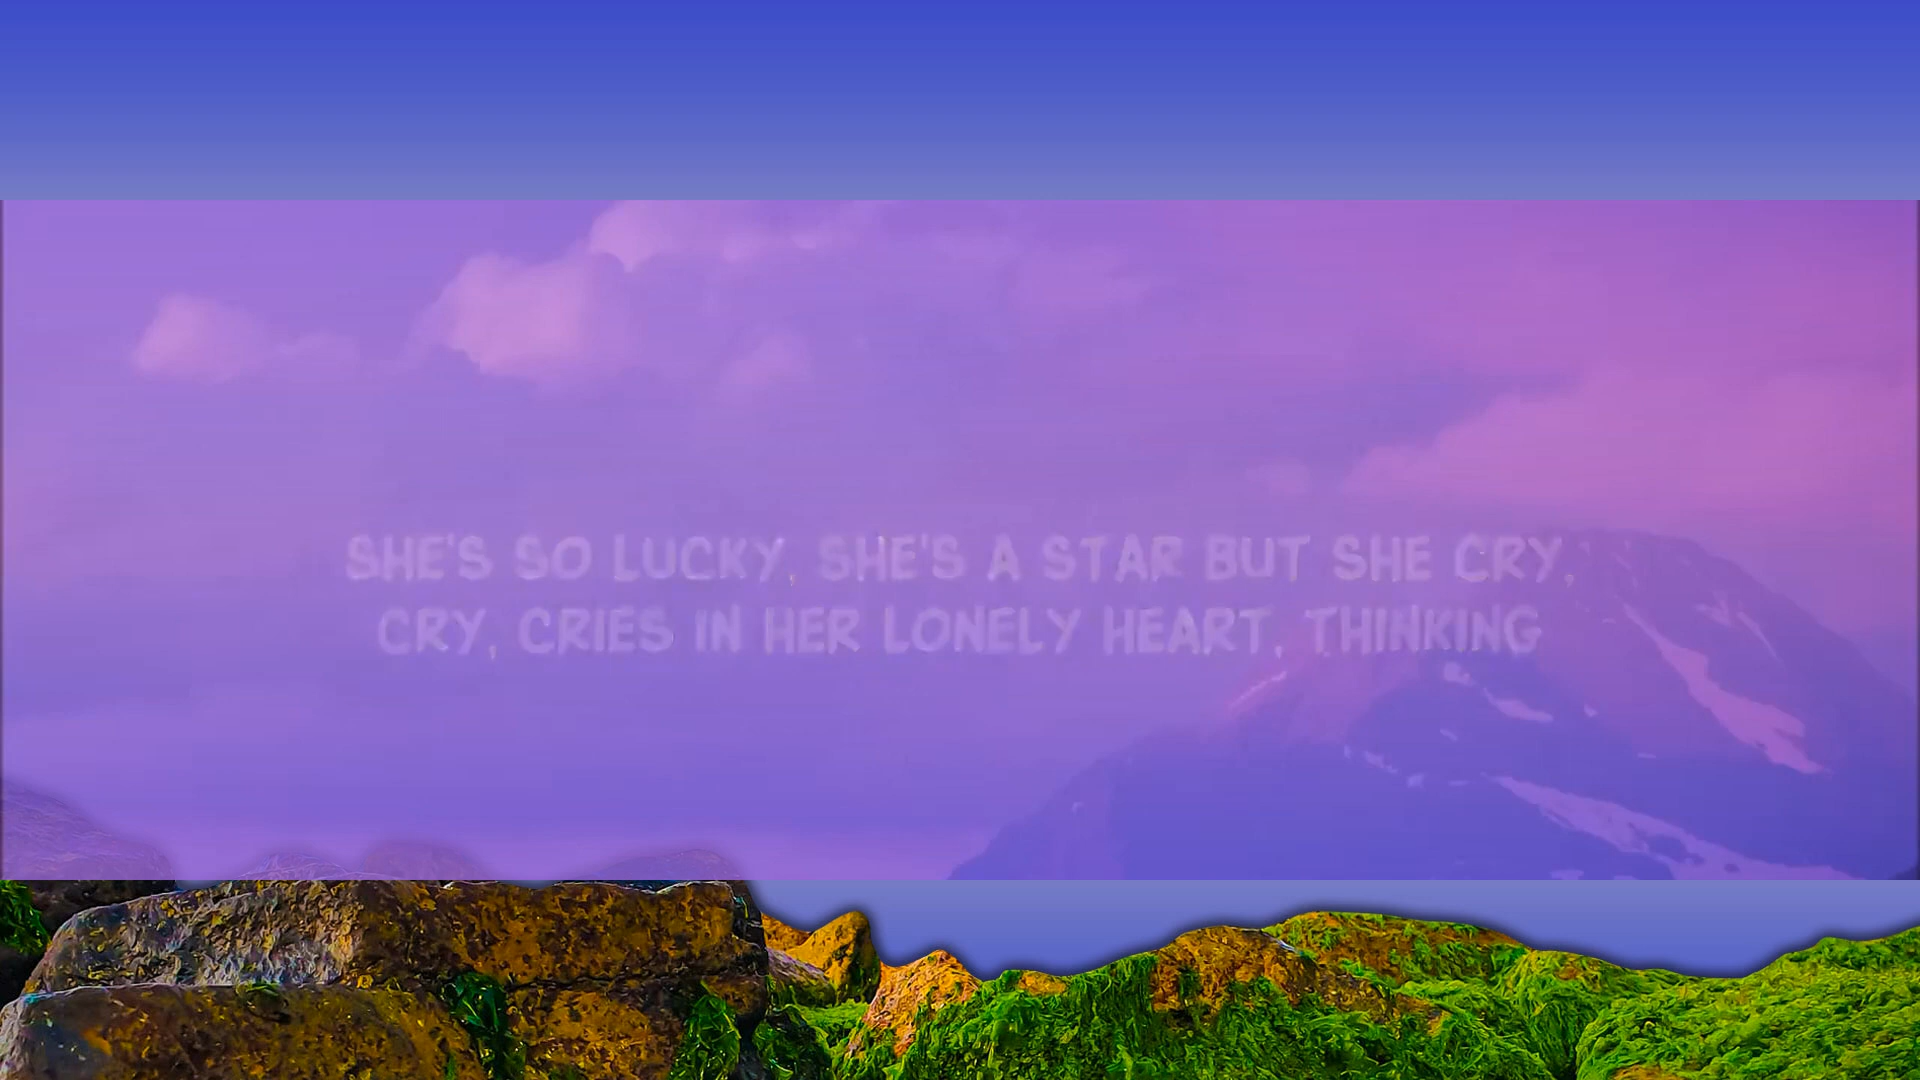 SHE'S SO LUCKY, SHE'S A STAR BUT SHE CRY,
CRY, CRIES IN HER LONELY HEART, THINKING